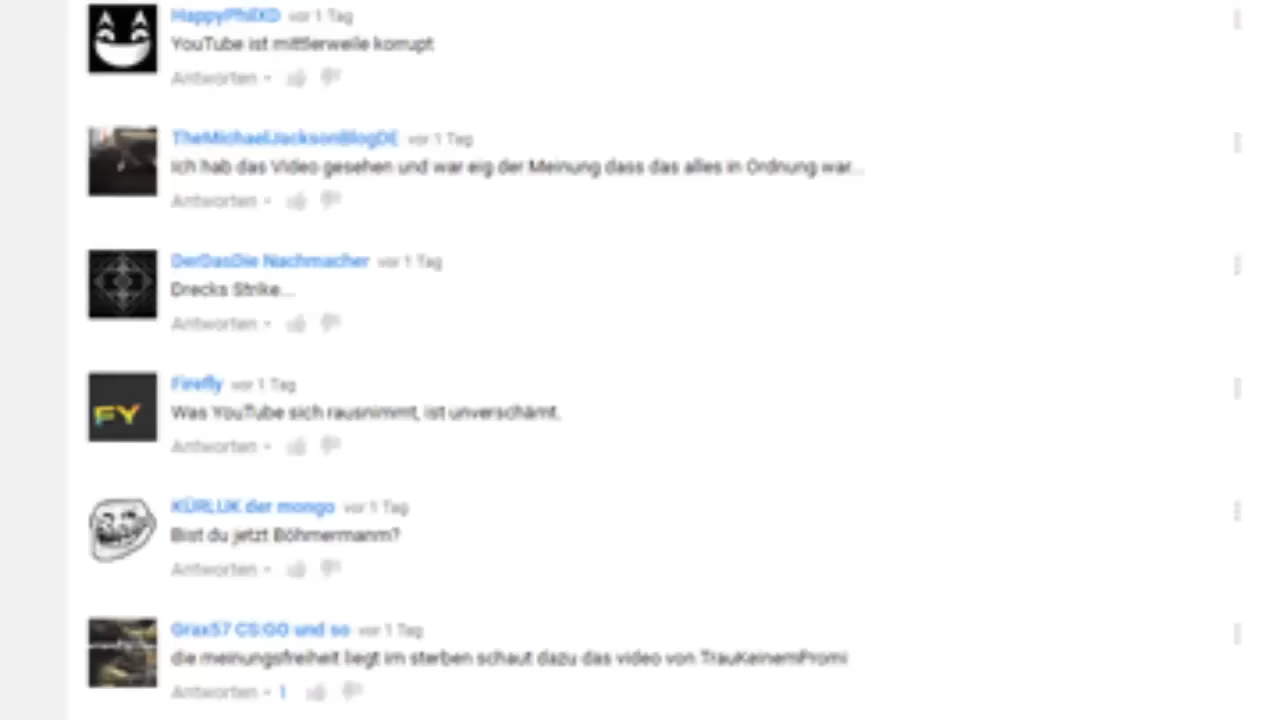 HappyPhilXD vor 1 Tag
YouTube ist mittlerweile korrupt
Antworten •
TheMichaelJacksonBlogDE vor 1 Tag
Ich hab das Video gesehen und war eig der Meinung dass das alles in Ordnung war...
Antworten •
DerDasDie Nachmacher vor 1 Tag
Drecks Strike...
Antworten •
FY
Firefly vor 1 Tag
Was YouTube sich rausnimmt, ist unverschämt.
Antworten •
KÜRLUK der mongo vor 1 Tag
Bist du jetzt Böhmermanm?
Antworten •
Grax57 CS:GO und so vor 1 Tag
die meinungsfreiheit liegt im sterben schaut dazu das video von TrauKeinemPromi
Antworten • 1